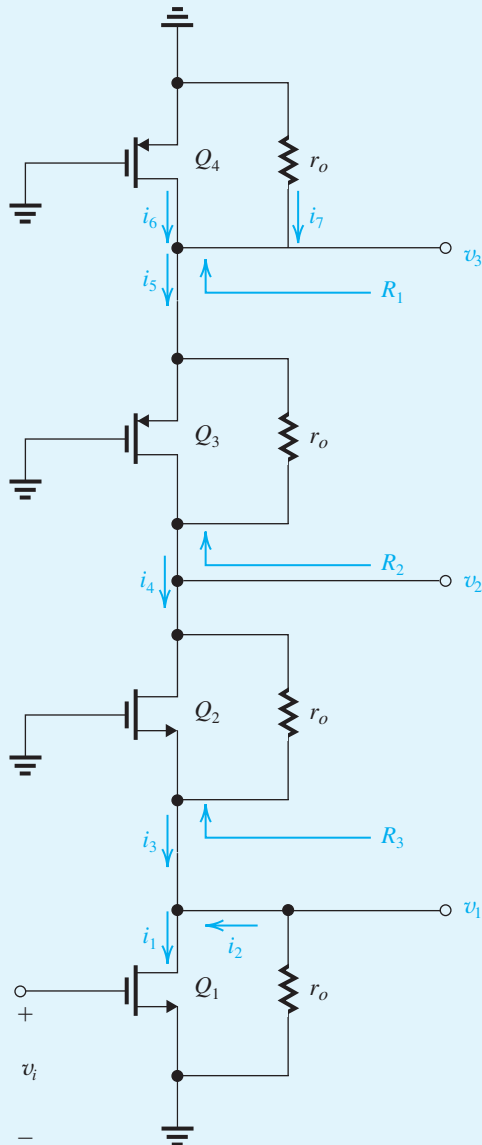 Q4 ro
i6 i7
v3
i5
R1
Q3 ro
R2
i4 v2
Q2 ro
i3 R3
v1
i1 i2
Q1 ro
+
vi
−